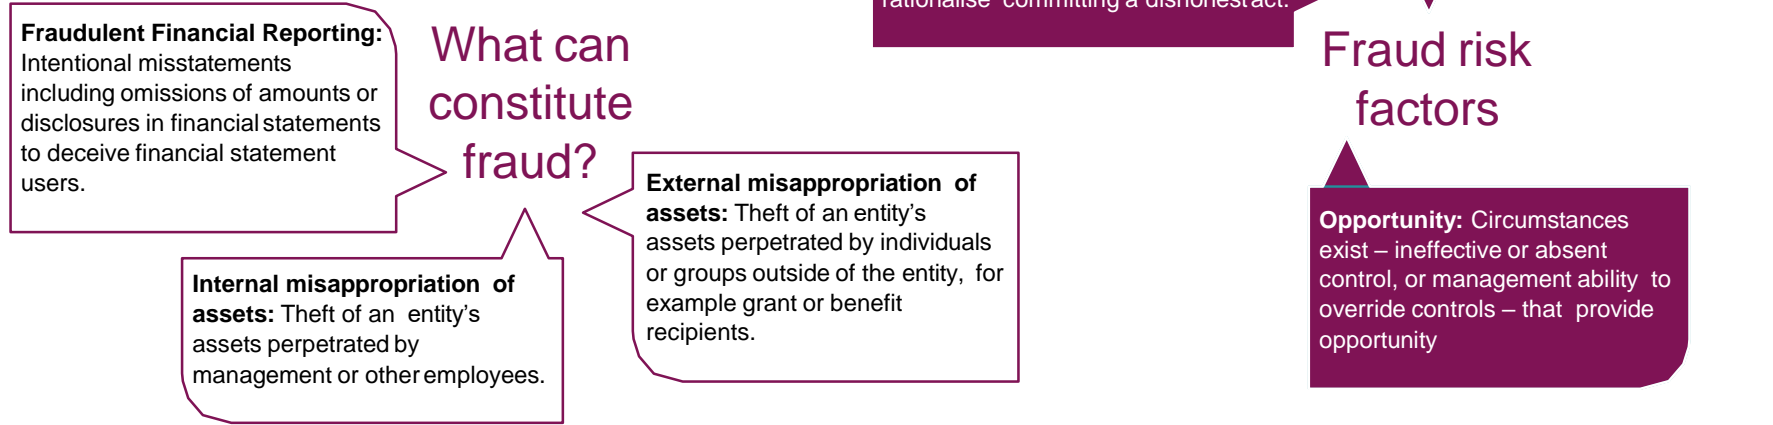 rationalise committing a dishonest act.
Fraudulent Financial Reporting:
Intentional misstatements
including omissions of amounts or
disclosures in financial statements
to deceive financial statement
users.
What can
constitute
fraud?
Internal misappropriation of
assets: Theft of an entity's
assets perpetrated by
management or other employees.
External misappropriation of
assets: Theft of an entity’s
assets perpetrated by individuals
or groups outside of the entity, for
example grant or benefit
recipients.
Fraud risk
factors
Opportunity: Circumstances
exist – ineffective or absent
control, or management ability to
override controls – that provide
opportunity